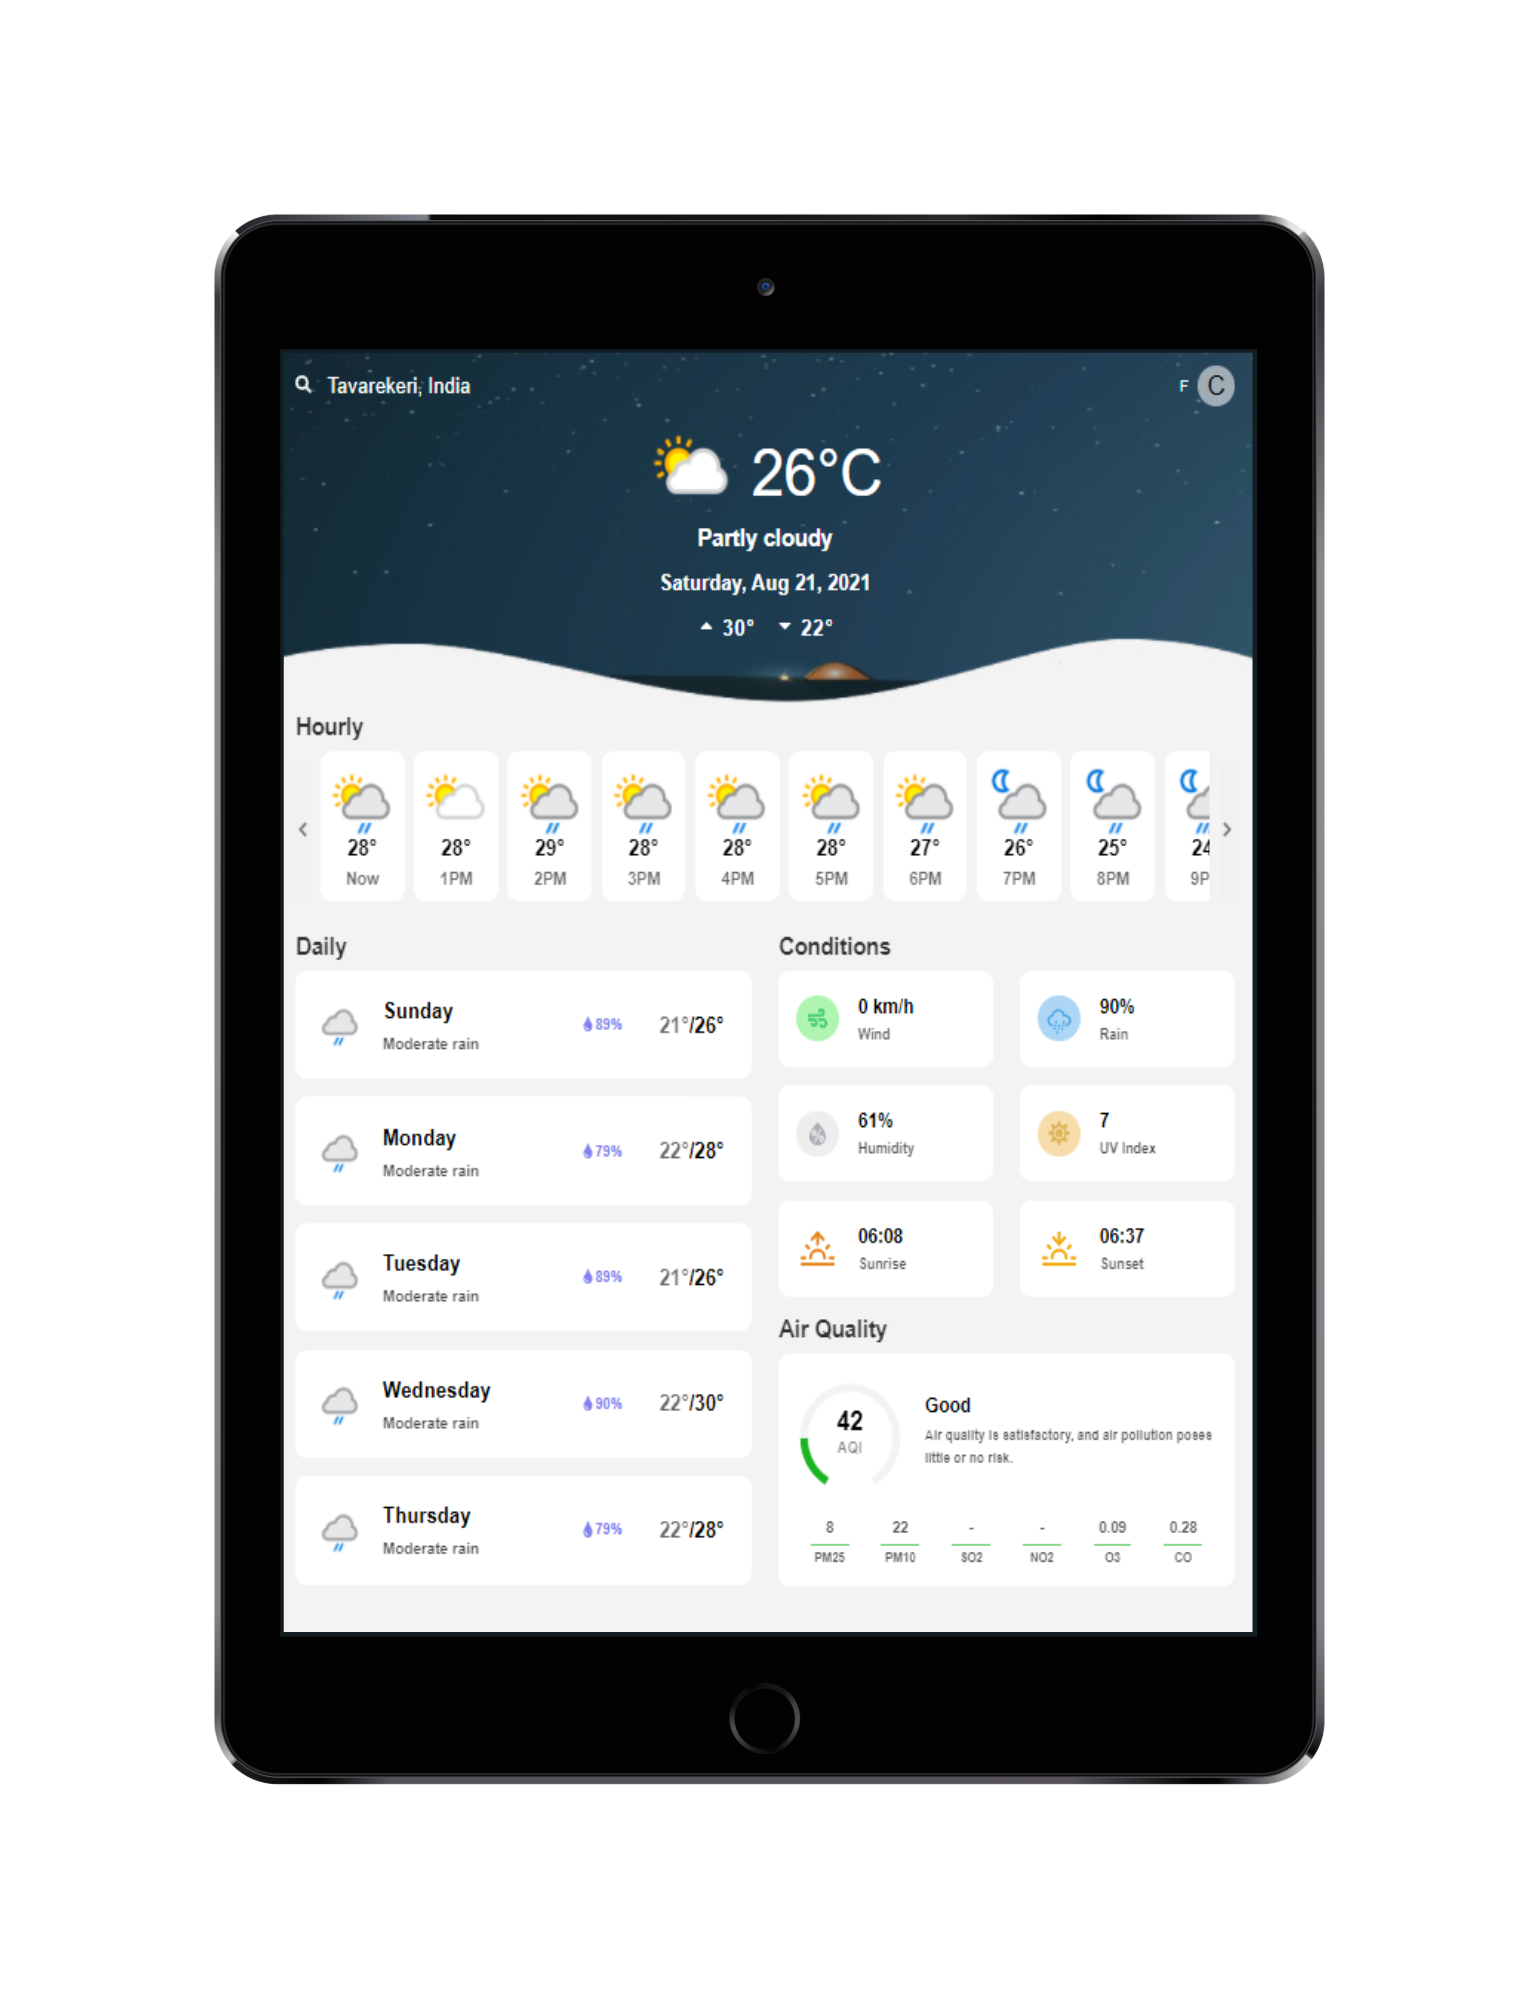 Tavarekeri, India
F C
26°C
Partly cloudy
Saturday, Aug 21, 2021
30° 22°
Hourly
28° 28° 29° 28° 28° 28° 27° 26° 25° 24
Now 1PM 2PM 3PM 4PM 5PM 6PM 7PM 8PM 9P
Daily
Sunday
Moderate rain
89% 21°/26°
Monday
Moderate rain
79% 22°/28°
Tuesday
Moderate rain
89% 21°/26°
Wednesday
Moderate rain
90% 22°/30°
Thursday
Moderate rain
79% 22°/28°
Conditions
0 km/h
Wind
90%
Rain
61%
Humidity
7
UV Index
06:08
Sunrise
06:37
Sunset
Air Quality
42
AQI
Good
Air quality is satisfactory, and air pollution poses
little or no risk.
8 22 - - 0.09 0.28
PM25 PM10 SO2 NO2 O3 CO